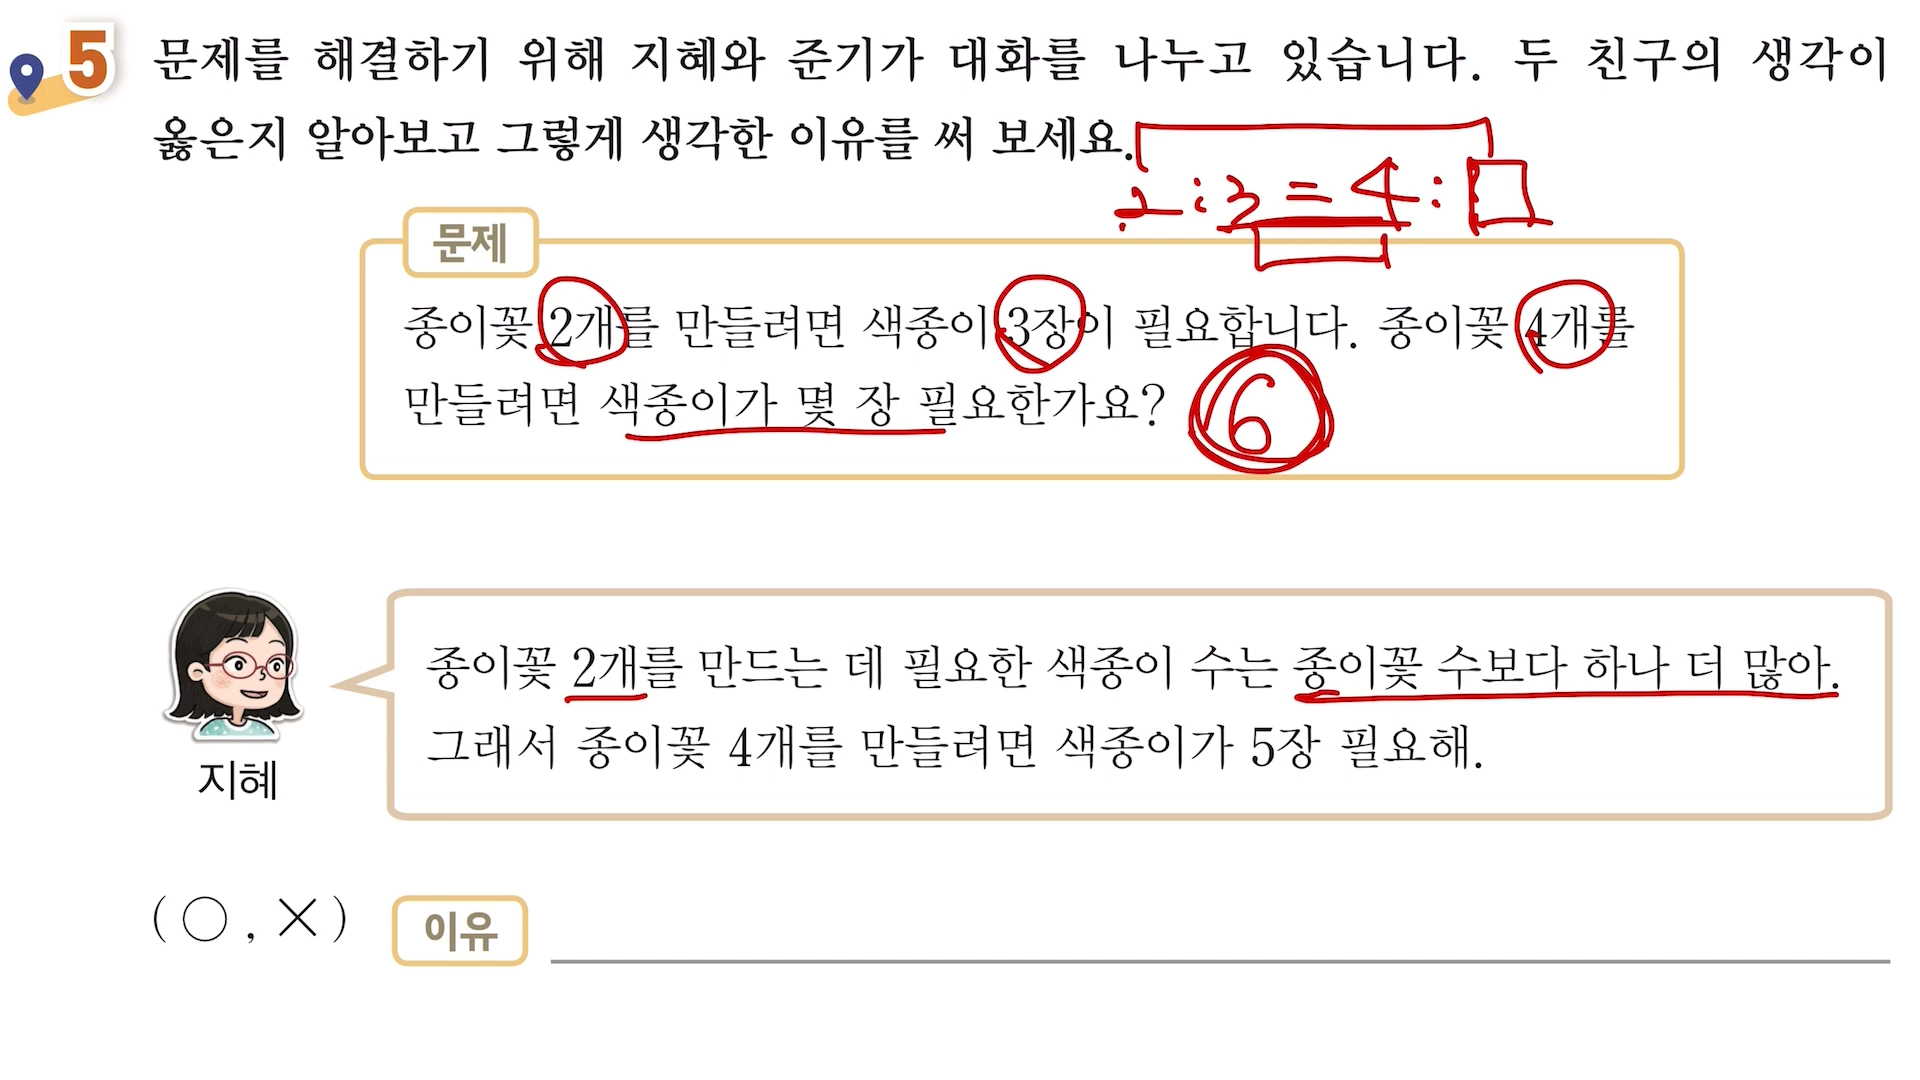 5 문제를 해결하기 위해 지혜와 준기가 대화를 나누고 있습니다. 두 친구의 생각이
옳은지 알아보고 그렇게 생각한 이유를 써 보세요.
2 : 3 = 4 : □
문제
종이꽃 2개를 만들려면 색종이 3장이 필요합니다. 종이꽃 4개를
만들려면 색종이가 몇 장 필요한가요? 6
종이꽃 2개를 만드는 데 필요한 색종이 수는 종이꽃 수보다 하나 더 많아.
그래서 종이꽃 4개를 만들려면 색종이가 5장 필요해.
지혜
( ○ , × ) 이유